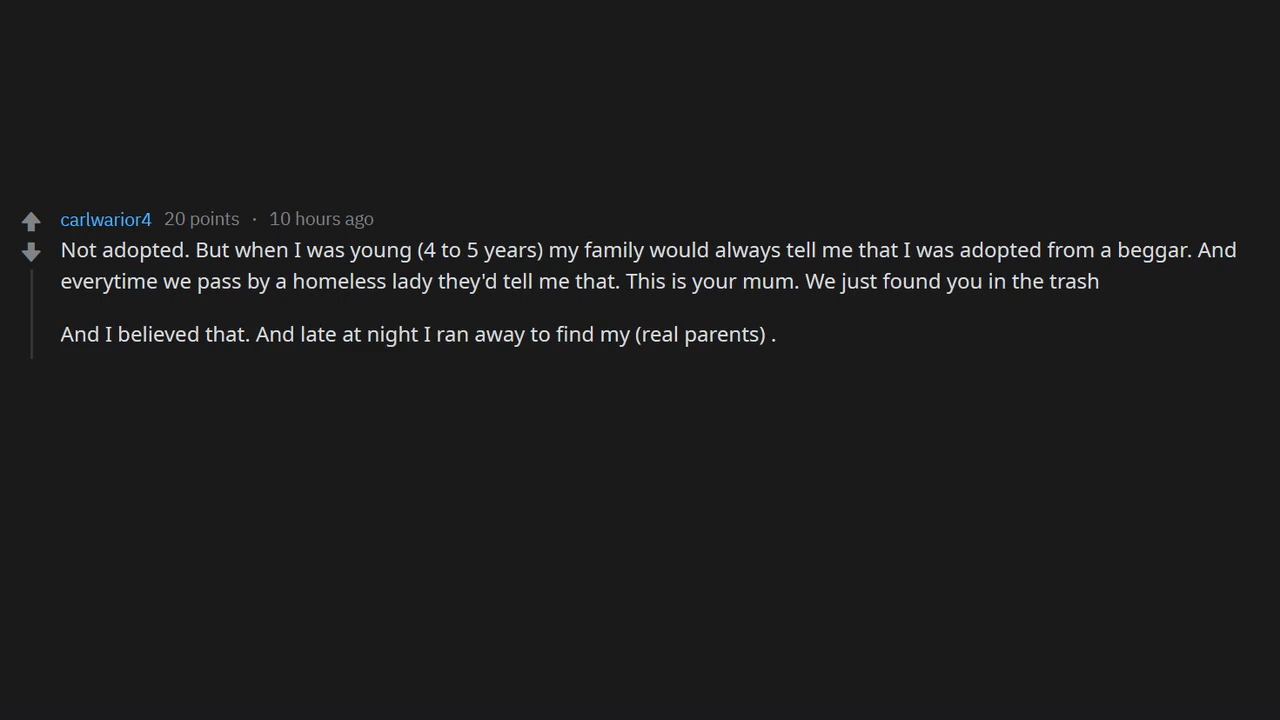 carlwarior4 20 points · 10 hours ago
Not adopted. But when I was young (4 to 5 years) my family would always tell me that I was adopted from a beggar. And
everytime we pass by a homeless lady they'd tell me that. This is your mum. We just found you in the trash
And I believed that. And late at night I ran away to find my (real parents) .